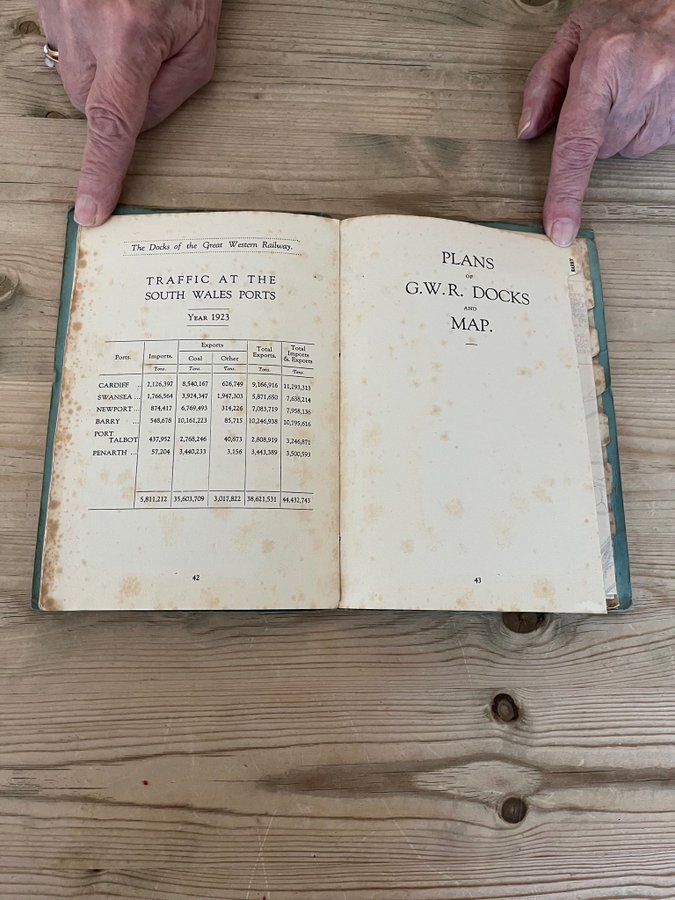 The Docks of the Great Western Railway.
TRAFFIC AT THE
SOUTH WALES PORTS
YEAR 1923
Ports. Imports. Exports Total Exports. Total Imports & Exports.
Coal Other
Tons. Tons. Tons. Tons. Tons.
CARDIFF .. 2,126,397 8,540,167 626,749 9,166,916 11,293,313
SWANSEA ... 1,766,564 3,924,347 1,947,303 5,871,650 7,638,214
NEWPORT ... 874,417 6,769,493 314,226 7,083,719 7,958,136
BARRY ... 548,678 10,161,223 85,715 10,246,938 10,795,616
PORT
TALBOT 437,952 2,768,246 40,673 2,808,919 3,246,871
PENARTH ... 57,204 3,440,233 3,156 3,443,389 3,500,593
5,811,212 35,603,709 3,017,822 38,621,531 44,432,743
42
PLANS
OF
G.W.R. DOCKS
AND
MAP.
43
BARRY